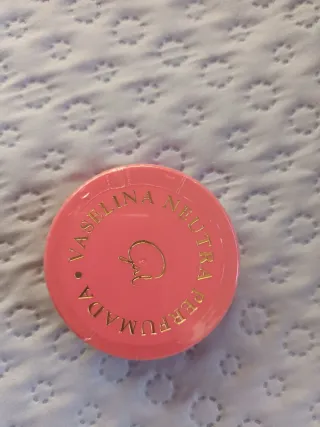 VASELINA NEUTRA PERFUMADA •